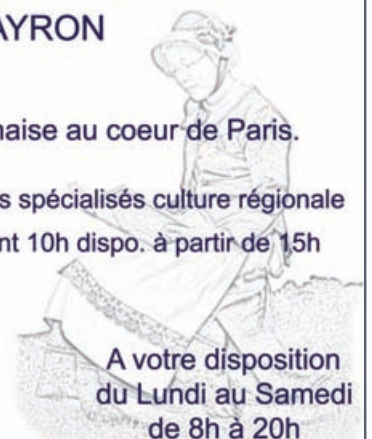 AYRON
naise au coeur de Paris.
s spécialisés culture régionale
nt 10h dispo. à partir de 15h
A votre disposition
du Lundi au Samedi
de 8h à 20h